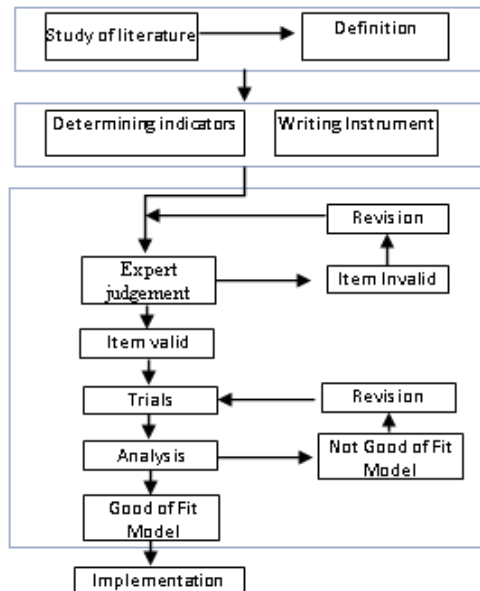 Study of literature
Definition
Determining indicators
Writing Instrument
Revision
Expert
judgement
Item Invalid
Item valid
Trials
Revision
Analysis
Not Good of Fit
Model
Good of Fit
Model
Implementation